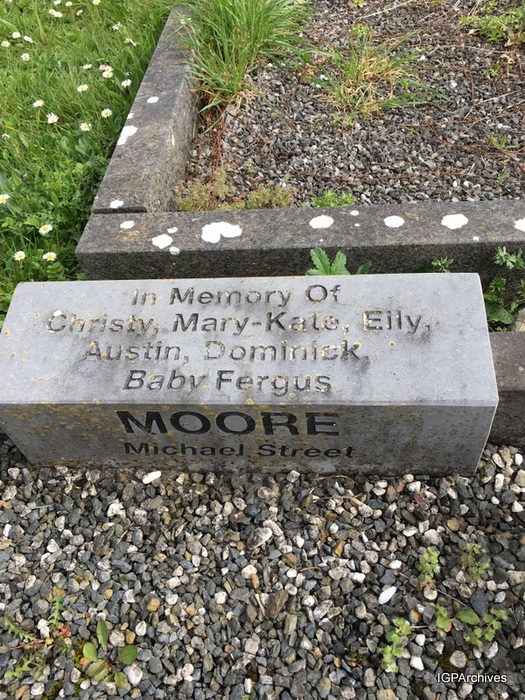 In Memory Of
Christy, Mary-Kate, Eily,
Austin, Dominick,
Baby Fergus
MOORE
Michael Street
IGPArchives